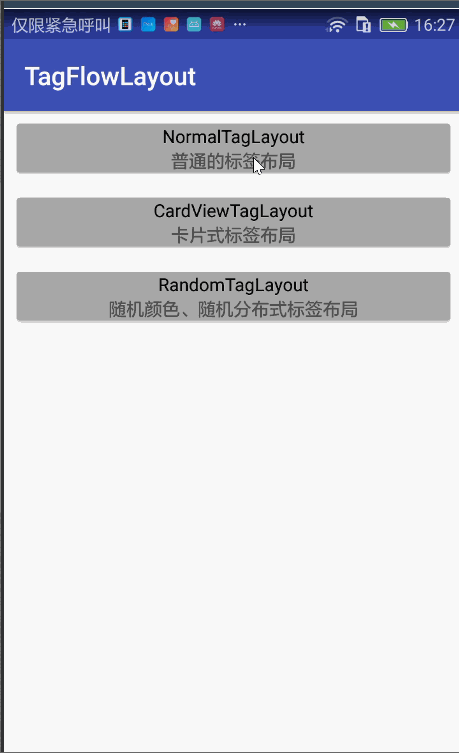 仅限紧急呼叫 ··· 16:27
TagFlowLayout
NormalTagLayout
普通的标签布局
CardViewTagLayout
卡片式标签布局
RandomTagLayout
随机颜色、随机分布式标签布局